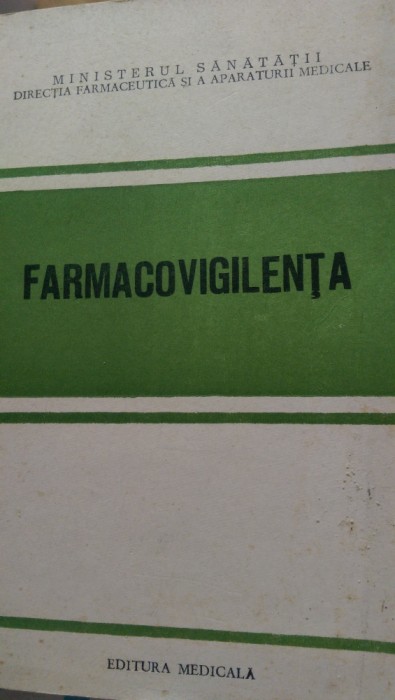 MINISTERUL SĂNĂTĂȚII
DIRECȚIA FARMACEUTICĂ ȘI A APARATURII MEDICALE
FARMACOVIGILENȚA
EDITURA MEDICALĂ